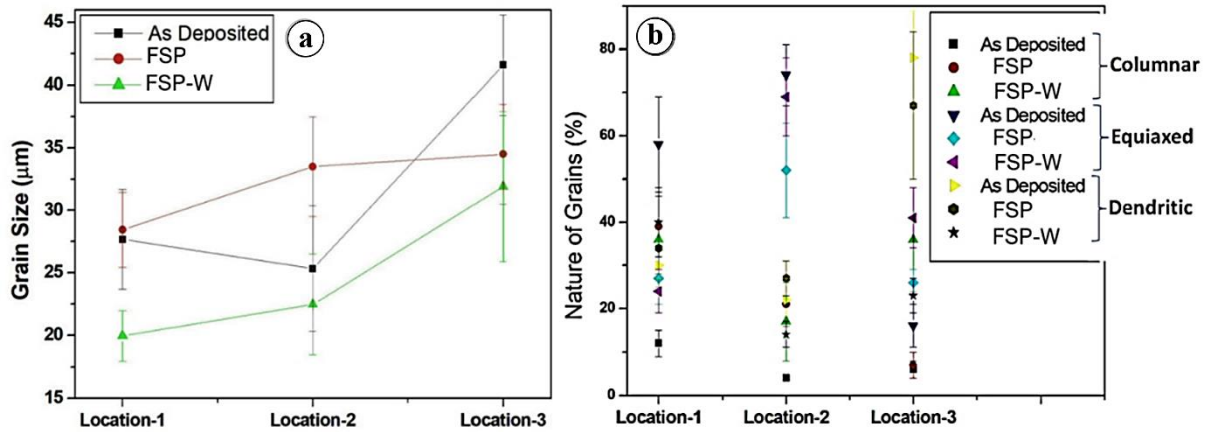 a
As Deposited
FSP
FSP-W
Grain Size (μm)
45
40
35
30
25
20
15
Location-1
Location-2
Location-3
b
Nature of Grains (%)
80
60
40
20
0
Location-1
Location-2
Location-3
As Deposited
FSP
FSP-W
Columnar
As Deposited
FSP
FSP-W
Equiaxed
As Deposited
FSP
FSP-W
Dendritic